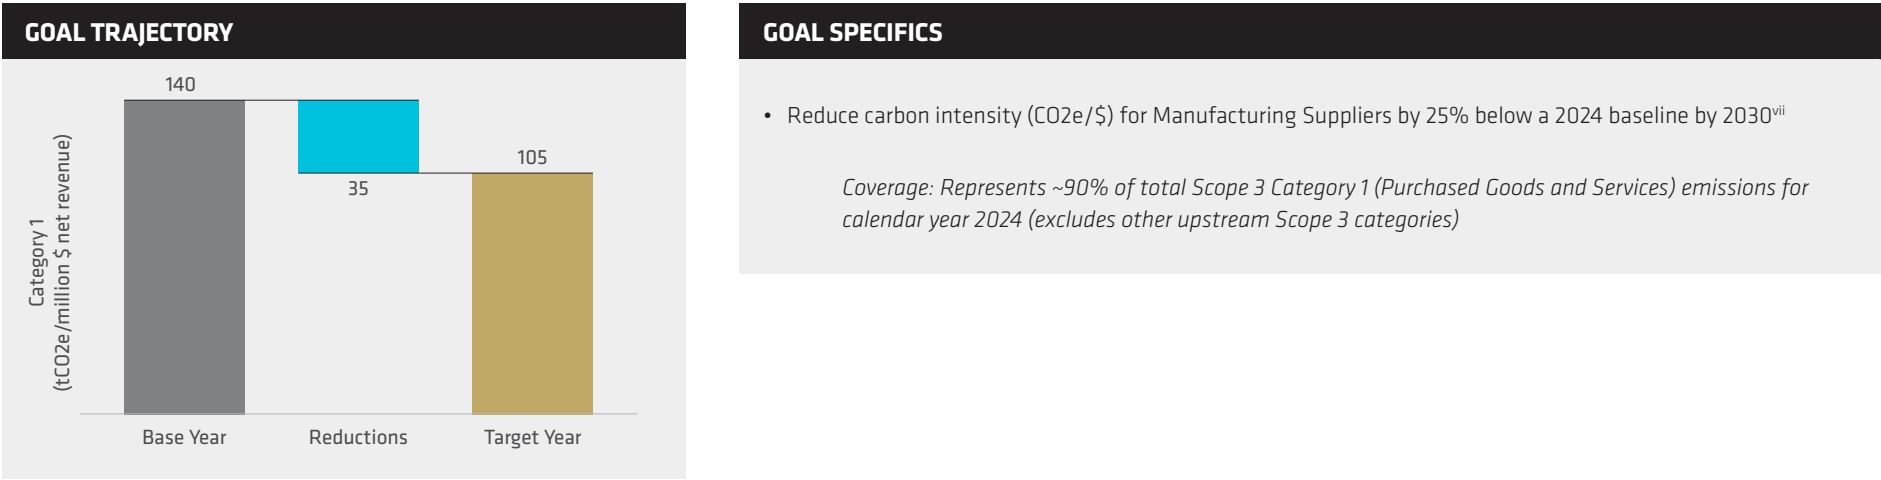 GOAL TRAJECTORY
140
105
35
Category 1
(tCO2e/million $ net revenue)
Base Year
Reductions
Target Year
GOAL SPECIFICS
• Reduce carbon intensity (CO2e/$) for Manufacturing Suppliers by 25% below a 2024 baseline by 2030vii
Coverage: Represents ~90% of total Scope 3 Category 1 (Purchased Goods and Services) emissions for
calendar year 2024 (excludes other upstream Scope 3 categories)